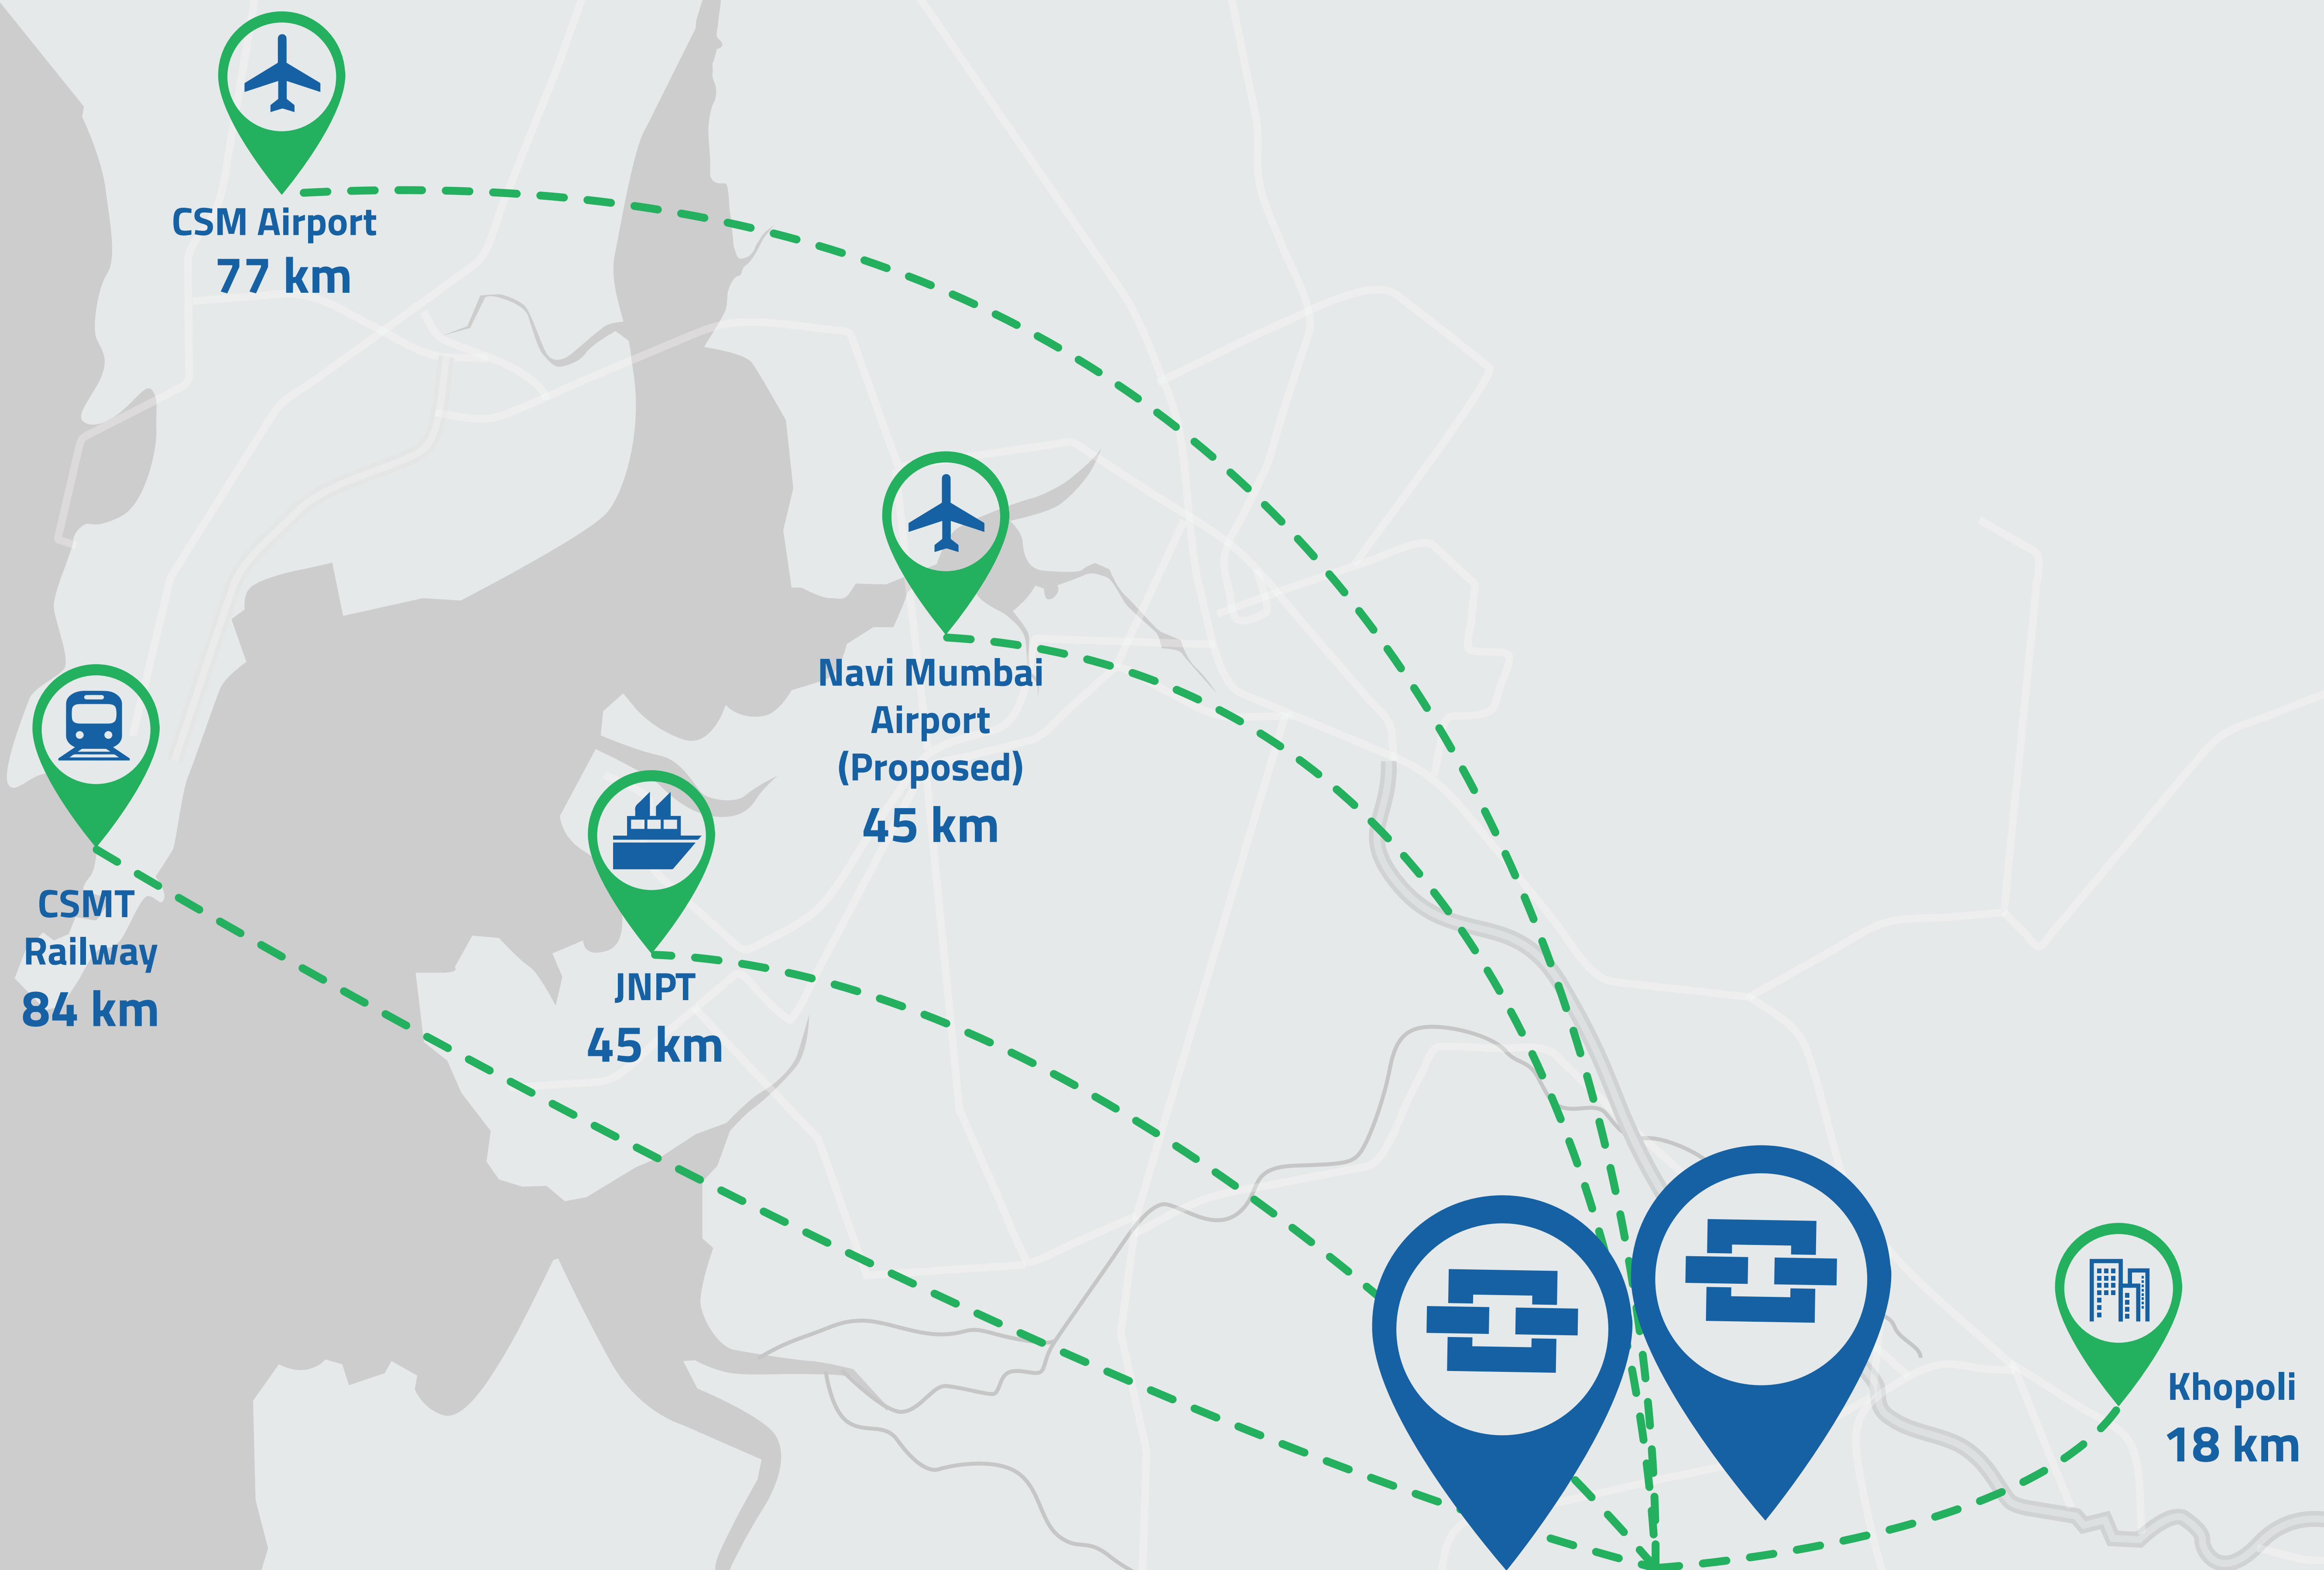 CSM Airport
77 km
Navi Mumbai
Airport
(Proposed)
45 km
CSMT
Railway
84 km
JNPT
45 km
Khopoli
18 km